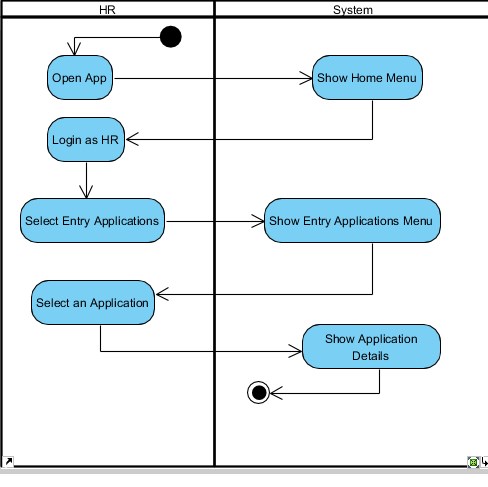 HR
System
Open App
Show Home Menu
Login as HR
Select Entry Applications
Show Entry Applications Menu
Select an Application
Show Application
Details